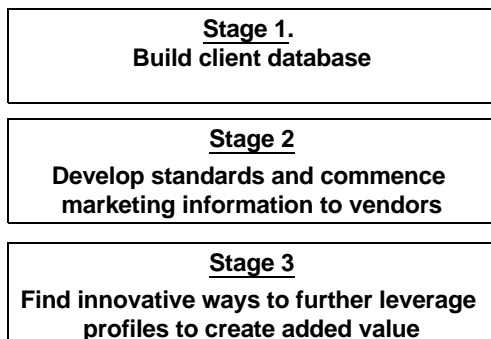 Stage 1.
Build client database
Stage 2
Develop standards and commence
marketing information to vendors
Stage 3
Find innovative ways to further leverage
profiles to create added value